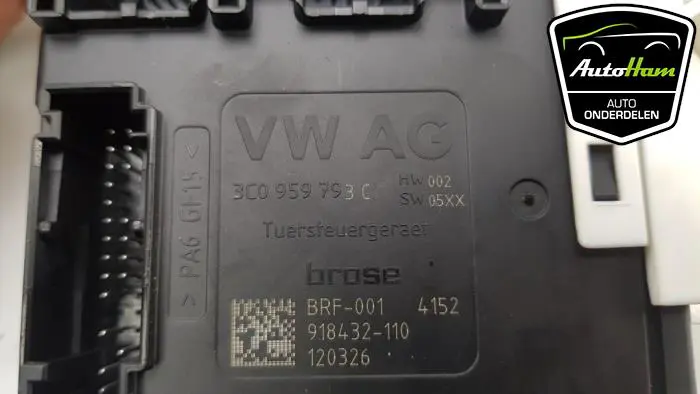 AutoHam
AUTO
ONDERDELEN
> PA6 GF15 <
VW AG
3C0 959 793 C
HW 002
SW 05XX
Tuersteuergeraet
brose
BRF-001 4152
918432-110
120326